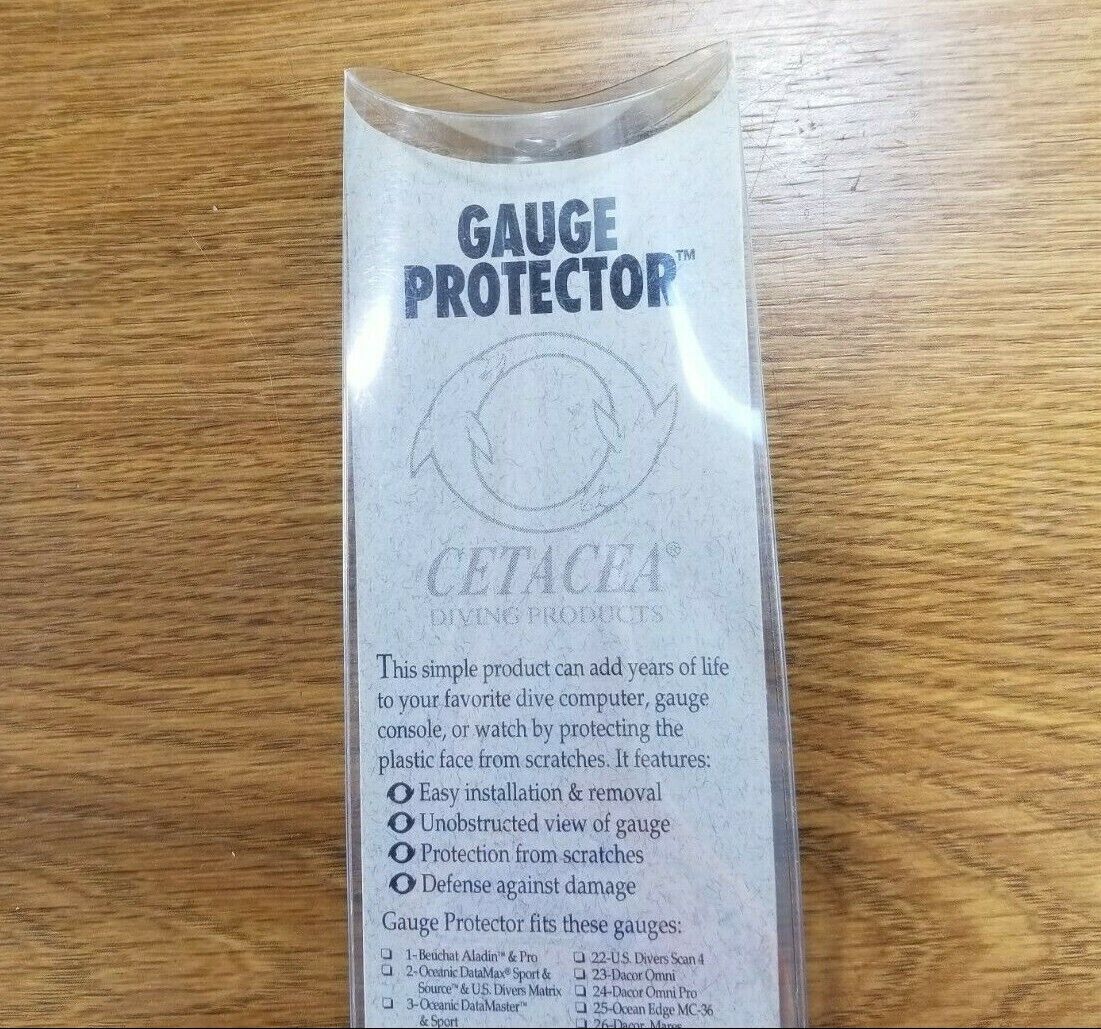 GAUGE
PROTECTOR™
CETACEA®
DIVING PRODUCTS
This simple product can add years of life
to your favorite dive computer, gauge
console, or watch by protecting the
plastic face from scratches. It features:
Easy installation & removal
Unobstructed view of gauge
Protection from scratches
Defense against damage
Gauge Protector fits these gauges:
1-Beuchat Aladin™ & Pro
2-Oceanic DataMax® Sport &
Source™ & U.S. Divers Matrix
3-Oceanic DataMaster™
& Sport
22-U.S. Divers Scan 4
23-Dacor Omni
24-Dacor Omni Pro
25-Ocean Edge MC-36
26-Dacor, Mares